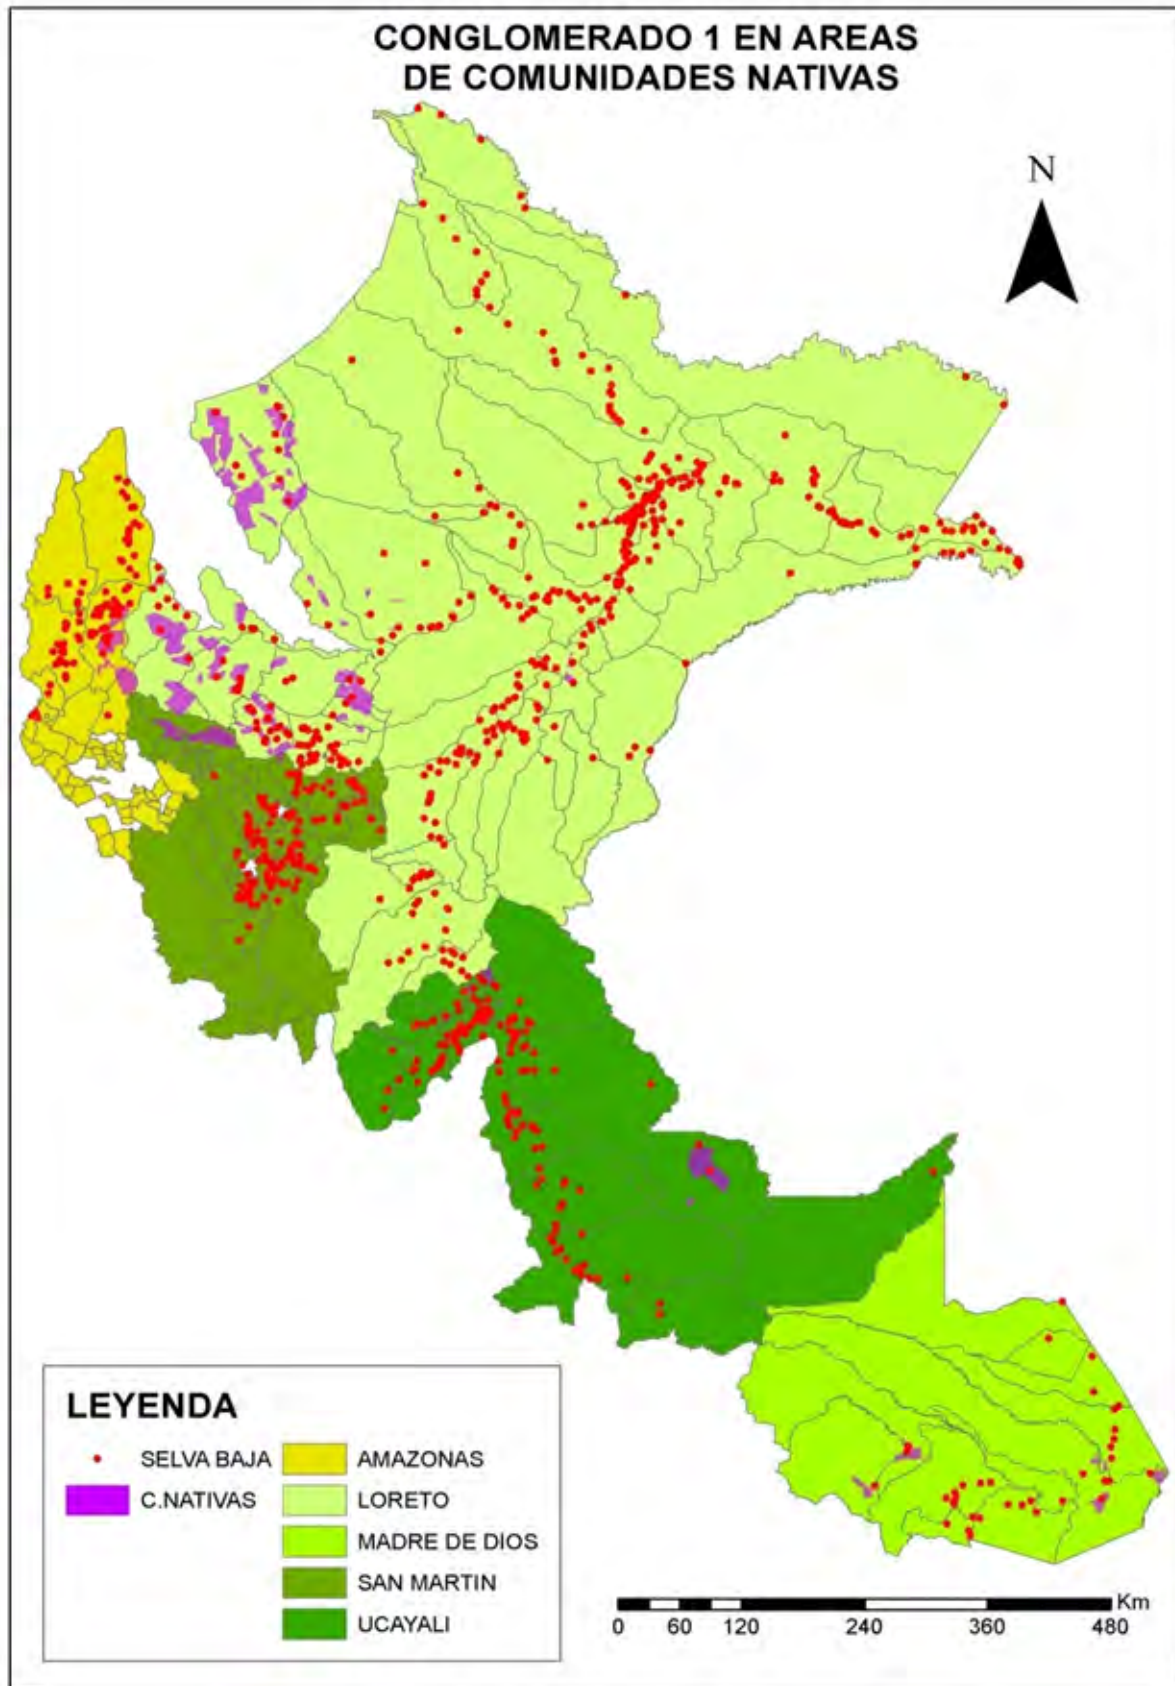 CONGLOMERADO 1 EN AREAS
DE COMUNIDADES NATIVAS
N
LEYENDA
SELVA BAJA
C.NATIVAS
AMAZONAS
LORETO
MADRE DE DIOS
SAN MARTIN
UCAYALI
Km
0 60 120 240 360 480